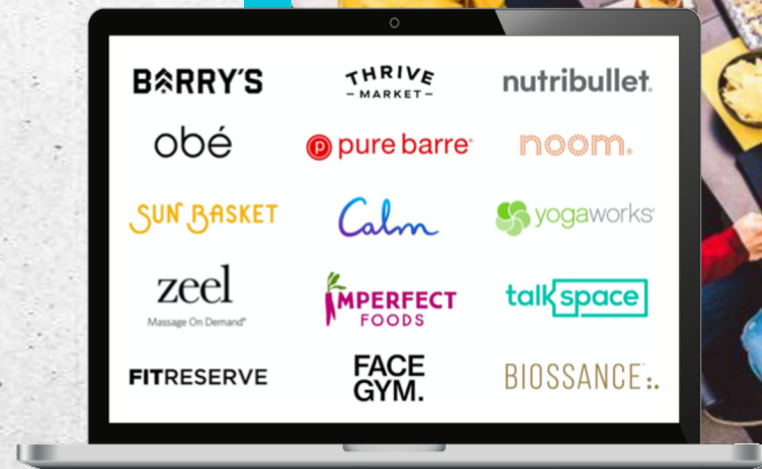 BARRY'S
THRIVE
– MARKET –
nutribullet.
obé
p pure barre®
noom®
SUN BASKET
Calm
yogaworks®
zeel
Massage On Demand®
IMPERFECT
FOODS
talkspace
FITRESERVE
FACE
GYM.
BIOSSANCE:.